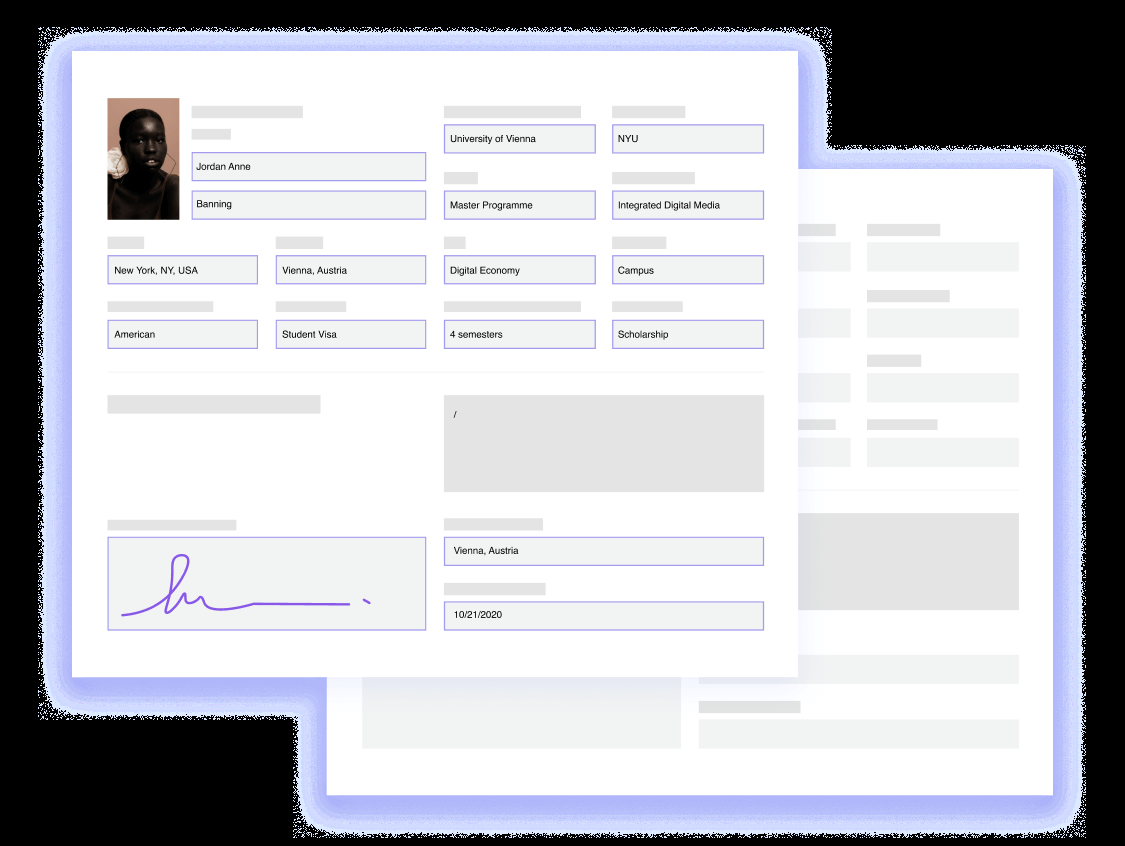 Jordan Anne
Banning
University of Vienna
NYU
Master Programme
Integrated Digital Media
New York, NY, USA
Vienna, Austria
Digital Economy
Campus
American
Student Visa
4 semesters
Scholarship
/
Vienna, Austria
10/21/2020